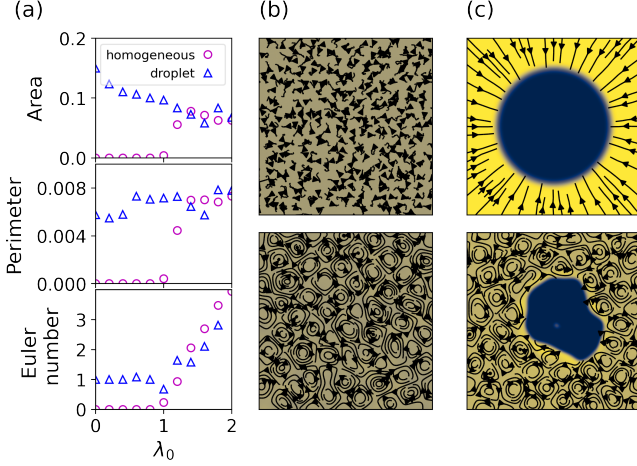 (a)
(b)
(c)
0.2
0.1
0.0
Area
homogeneous
droplet
0.008
0.004
0.000
Perimeter
3
2
1
0
Euler
number
0
1
2
λ₀